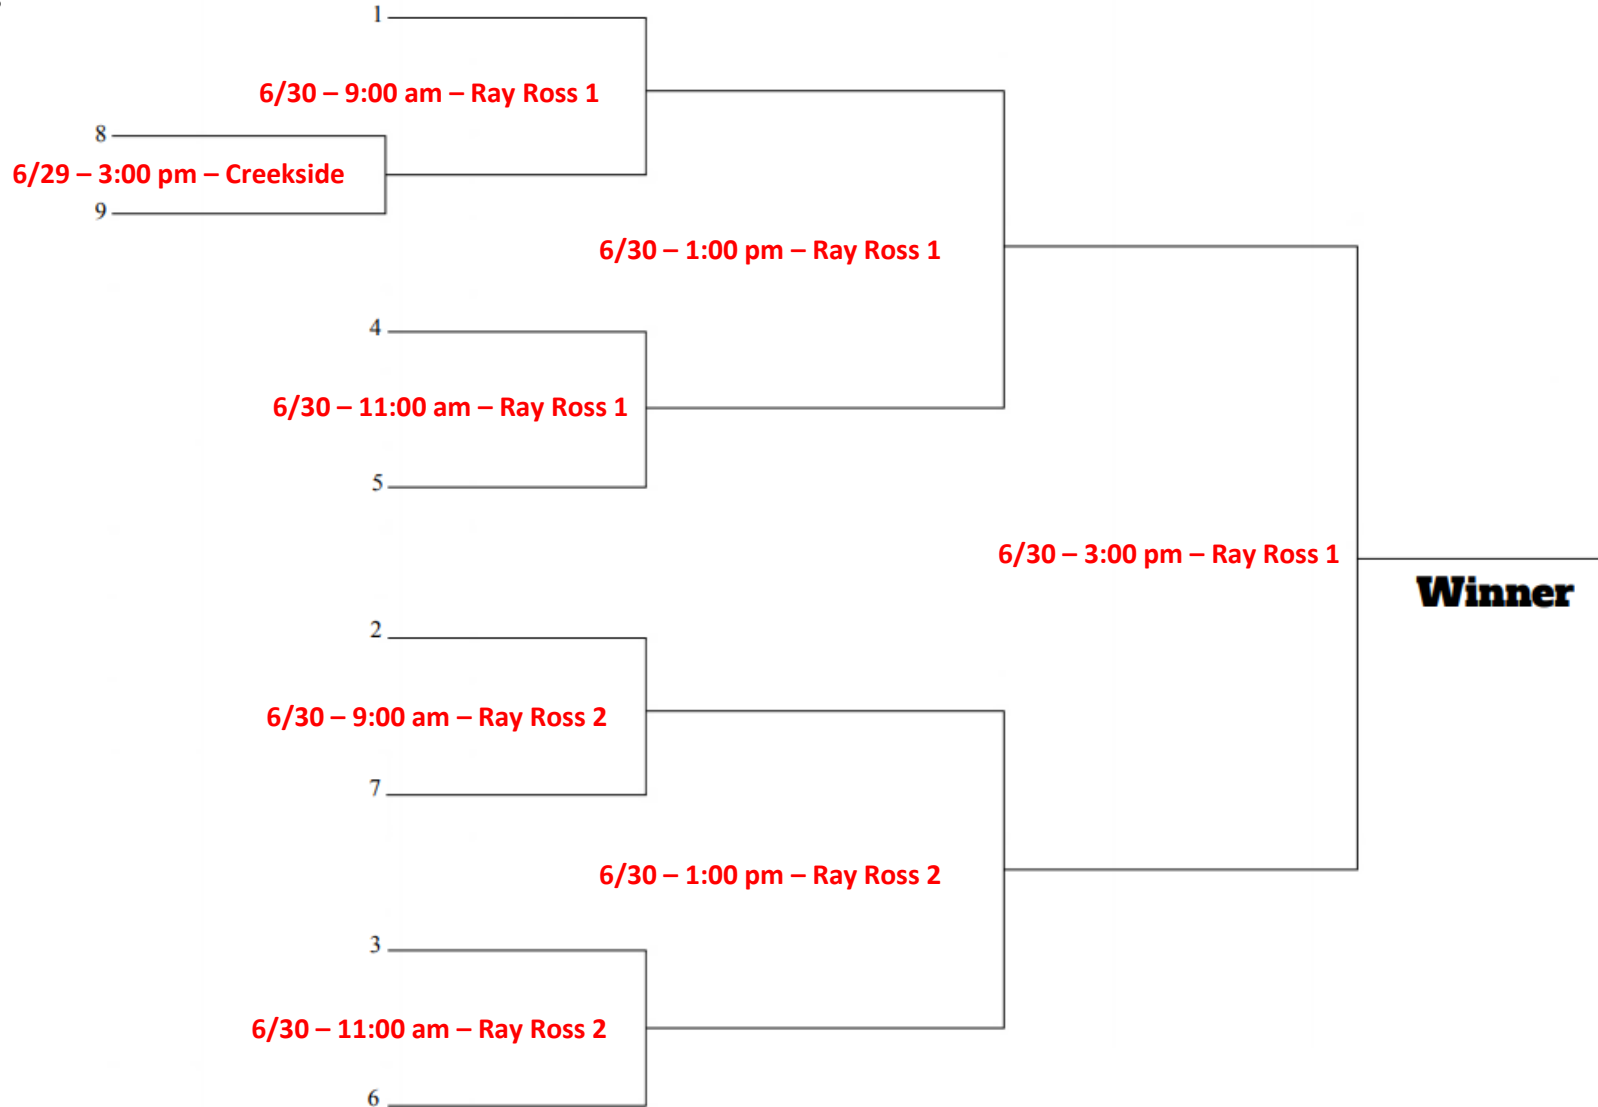 1
6/30 – 9:00 am – Ray Ross 1
8
6/29 – 3:00 pm – Creekside
9
6/30 – 1:00 pm – Ray Ross 1
4
6/30 – 11:00 am – Ray Ross 1
5
6/30 – 3:00 pm – Ray Ross 1
Winner
2
6/30 – 9:00 am – Ray Ross 2
7
6/30 – 1:00 pm – Ray Ross 2
3
6/30 – 11:00 am – Ray Ross 2
6